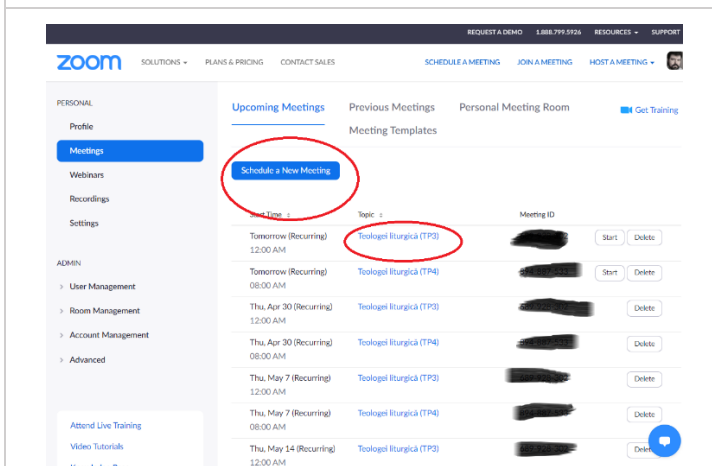 REQUEST A DEMO 1.888.799.5926 RESOURCES SUPPORT
zoom SOLUTIONS PLANS & PRICING CONTACT SALES SCHEDULE A MEETING JOIN A MEETING HOST A MEETING
PERSONAL
Profile
Meetings
Webinars
Recordings
Settings
ADMIN
User Management
Room Management
Account Management
Advanced
Attend Live Training
Video Tutorials
Upcoming Meetings Previous Meetings Personal Meeting Room Get Training
Meeting Templates
Schedule a New Meeting
Start Time Topic Meeting ID
Tomorrow (Recurring) Teologei liturgică (TP3) Start Delete
12:00 AM
Tomorrow (Recurring) Teologei liturgică (TP4) Start Delete
08:00 AM
Thu, Apr 30 (Recurring) Teologei liturgică (TP3) Delete
12:00 AM
Thu, Apr 30 (Recurring) Teologei liturgică (TP4) Delete
08:00 AM
Thu, May 7 (Recurring) Teologei liturgică (TP3) Delete
12:00 AM
Thu, May 7 (Recurring) Teologei liturgică (TP4) Delete
08:00 AM
Thu, May 14 (Recurring) Teologei liturgică (TP3)
12:00 AM